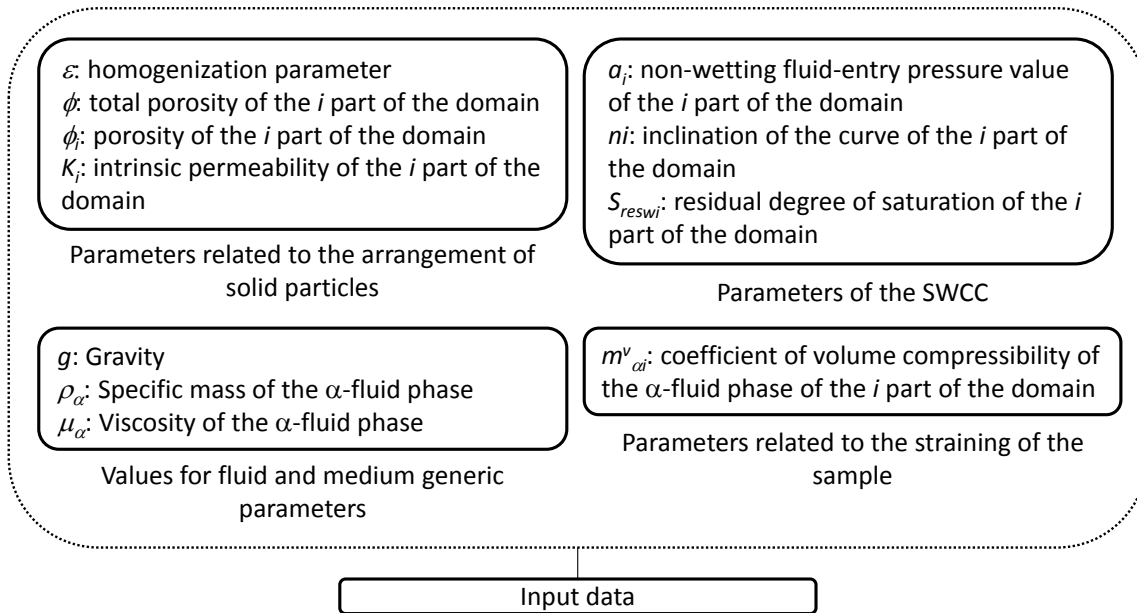 ε: homogenization parameter
ϕ: total porosity of the i part of the domain
ϕi: porosity of the i part of the domain
Ki: intrinsic permeability of the i part of the
domain
Parameters related to the arrangement of
solid particles
ai: non-wetting fluid-entry pressure value
of the i part of the domain
ni: inclination of the curve of the i part of
the domain
Sreswi: residual degree of saturation of the i
part of the domain
Parameters of the SWCC
g: Gravity
ρα: Specific mass of the α-fluid phase
μα: Viscosity of the α-fluid phase
Values for fluid and medium generic
parameters
mvαi: coefficient of volume compressibility of
the α-fluid phase of the i part of the domain
Parameters related to the straining of the
sample
Input data